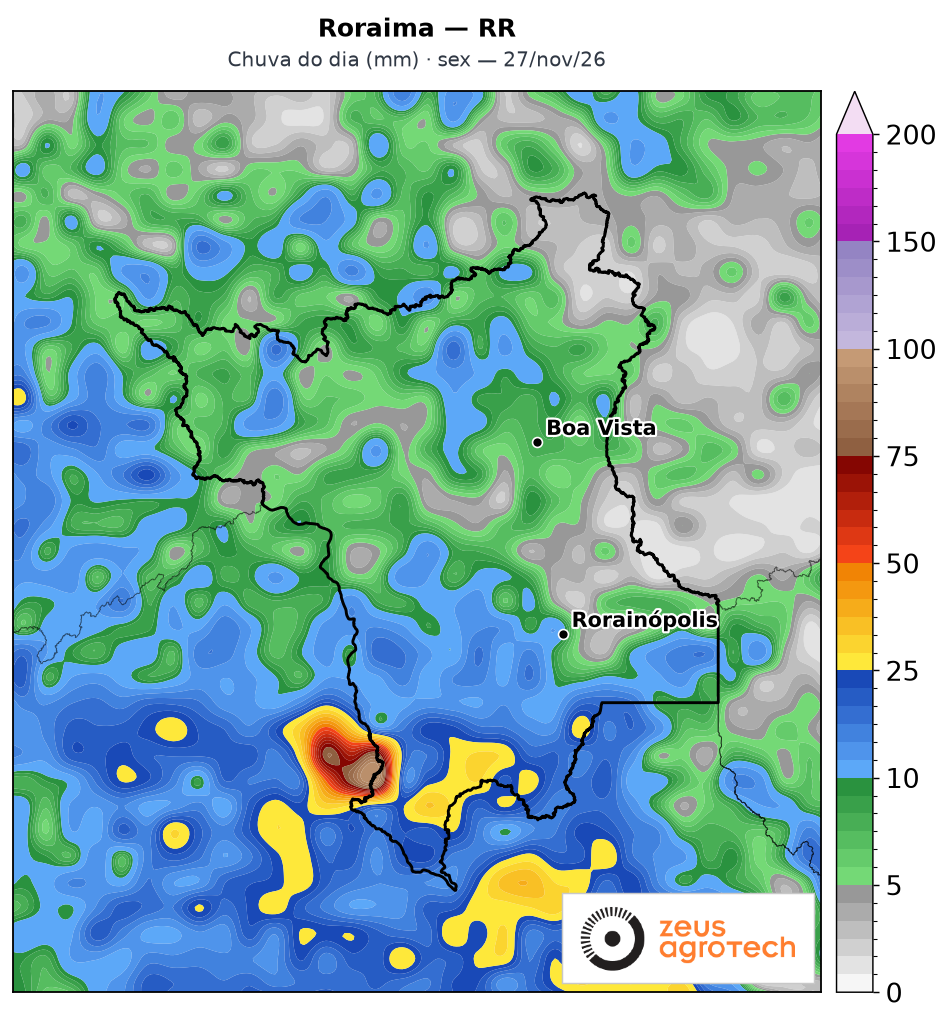 Roraima — RR
Chuva do dia (mm) · sex — 27/nov/26
200
150
100
75
50
25
10
5
0
Boa Vista
Rorainópolis
zeus
agrotech